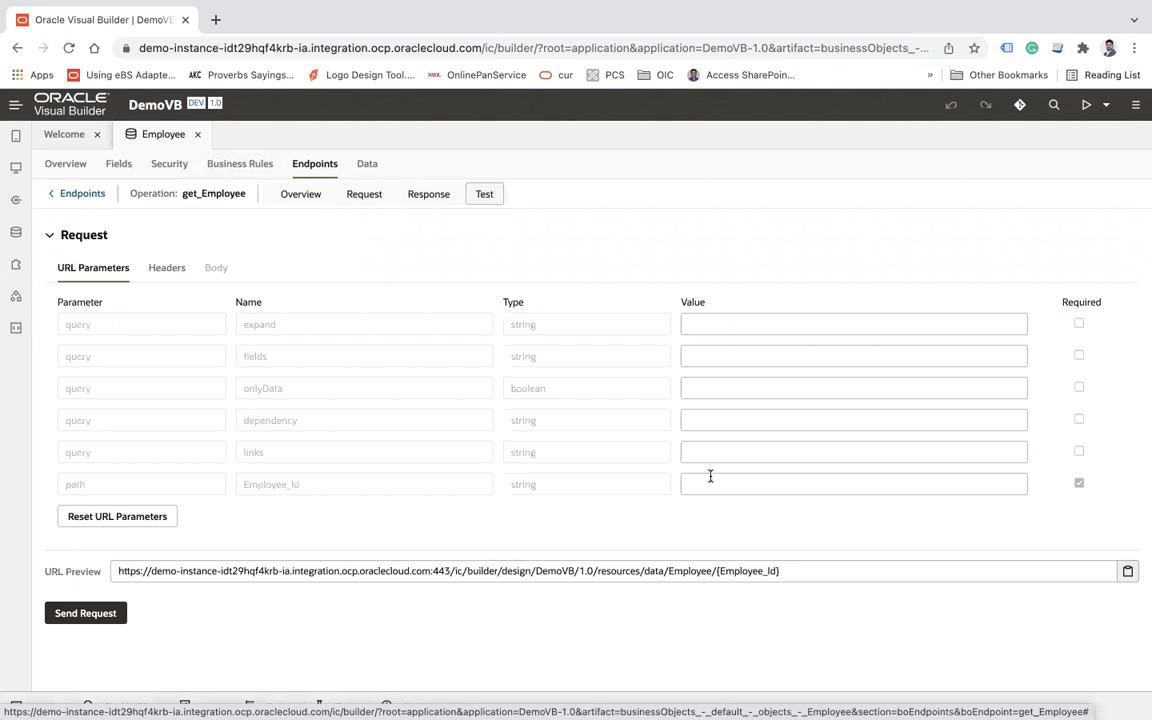 Oracle Visual Builder | DemoVB
demo-instance-idt29hqf4krb-ia.integration.ocp.oraclecloud.com/ic/builder/?root=application&application=DemoVB-1.0&artifact=businessObjects_-...
Apps Using eBS Adapte... AKC Proverbs Sayings... Logo Design Tool.... OnlinePanService cur PCS OIC Access SharePoin... » Other Bookmarks Reading List
ORACLE Visual Builder DemoVB DEV 1.0
Welcome Employee
Overview Fields Security Business Rules Endpoints Data
Endpoints Operation: get_Employee Overview Request Response Test
Request
URL Parameters Headers Body
Parameter Name Type Value Required
query expand string
query fields string
query onlyData boolean
query dependency string
query links string
path Employee_Id string
Reset URL Parameters
URL Preview https://demo-instance-idt29hqf4krb-ia.integration.ocp.oraclecloud.com:443/ic/builder/design/DemoVB/1.0/resources/data/Employee/{Employee_Id}
Send Request
https://demo-instance-idt29hqf4krb-ia.integration.ocp.oraclecloud.com/ic/builder/?root=application&application=DemoVB-1.0&artifact=businessObjects_-_default_-_objects_-_Employee&section=boEndpoints&boEndpoint=get_Employee#